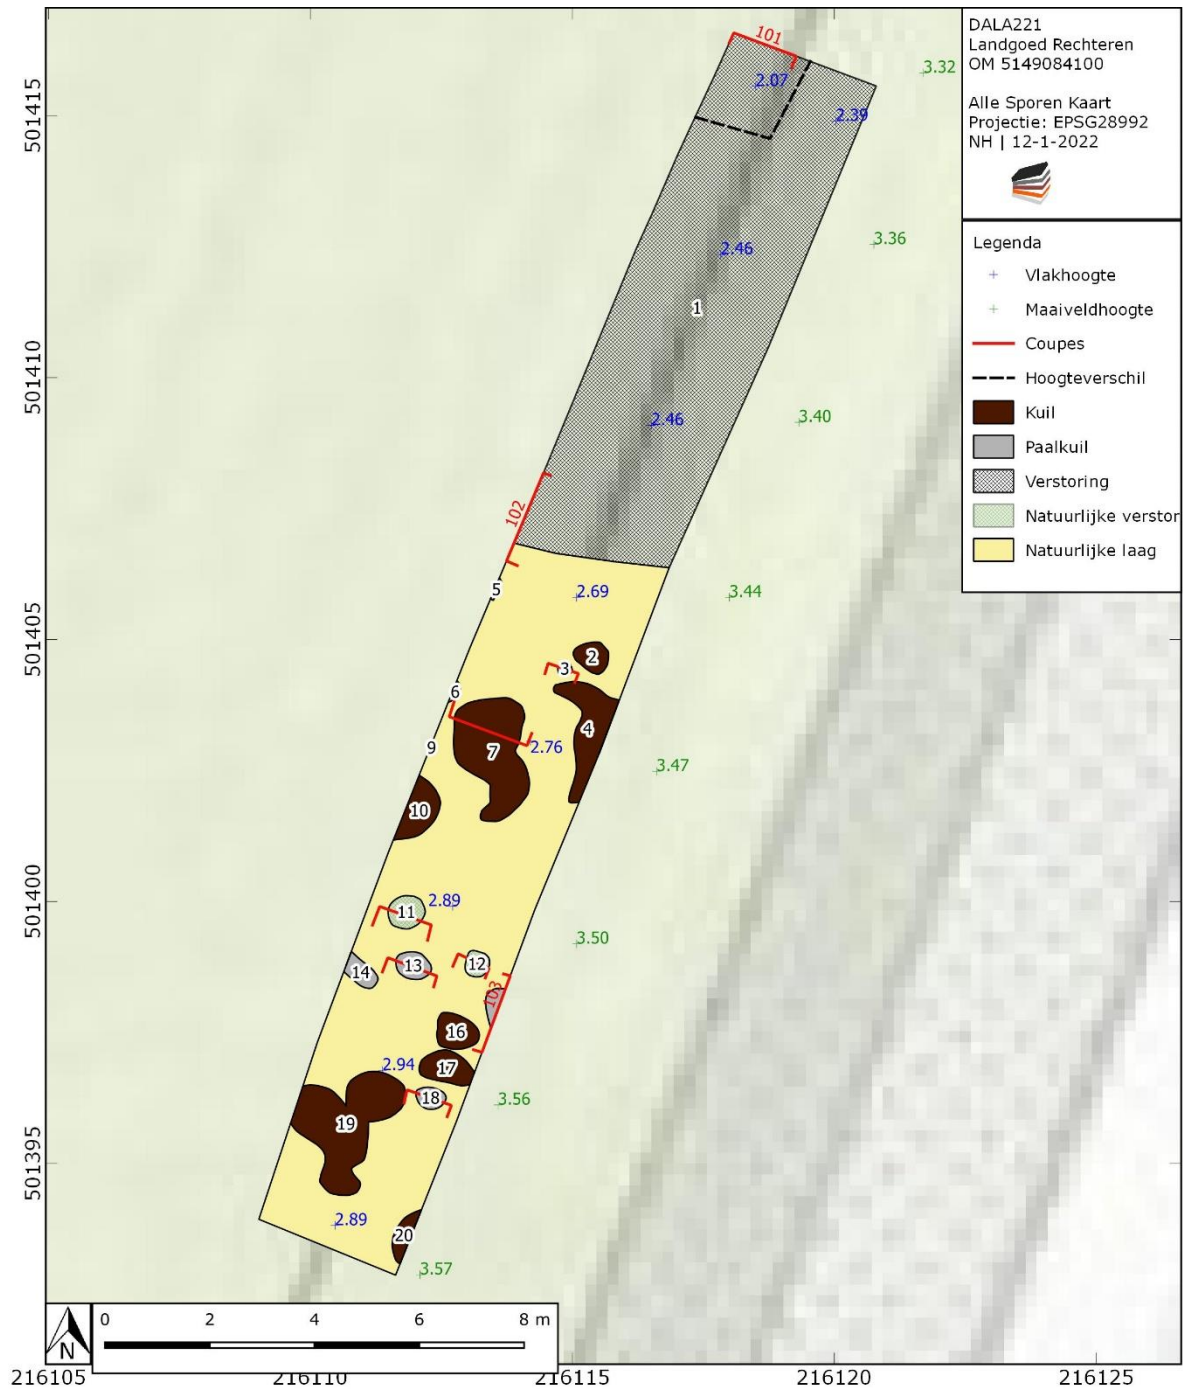 DALA221
Landgoed Rechteren
OM 5149084100
Alle Sporen Kaart
Projectie: EPSG28992
NH | 12-1-2022
Legenda
Vlakhoogte
Maaiveldhoogte
Coupes
Hoogteverschil
Kuil
Paalkuil
Verstoring
Natuurlijke verstor
Natuurlijke laag
101
2.07
3.32
2.39
501415
3.36
2.46
1
501410
2.46
3.40
102
5
2.69
3.44
501405
2
3
6
4
9
7
2.76
3.47
10
501400
2.89
11
3.50
12
13
14
103
16
17
2.94
18
3.56
19
501395
2.89
20
3.57
0 2 4 6 8 m
N
216105 216110 216115 216120 216125